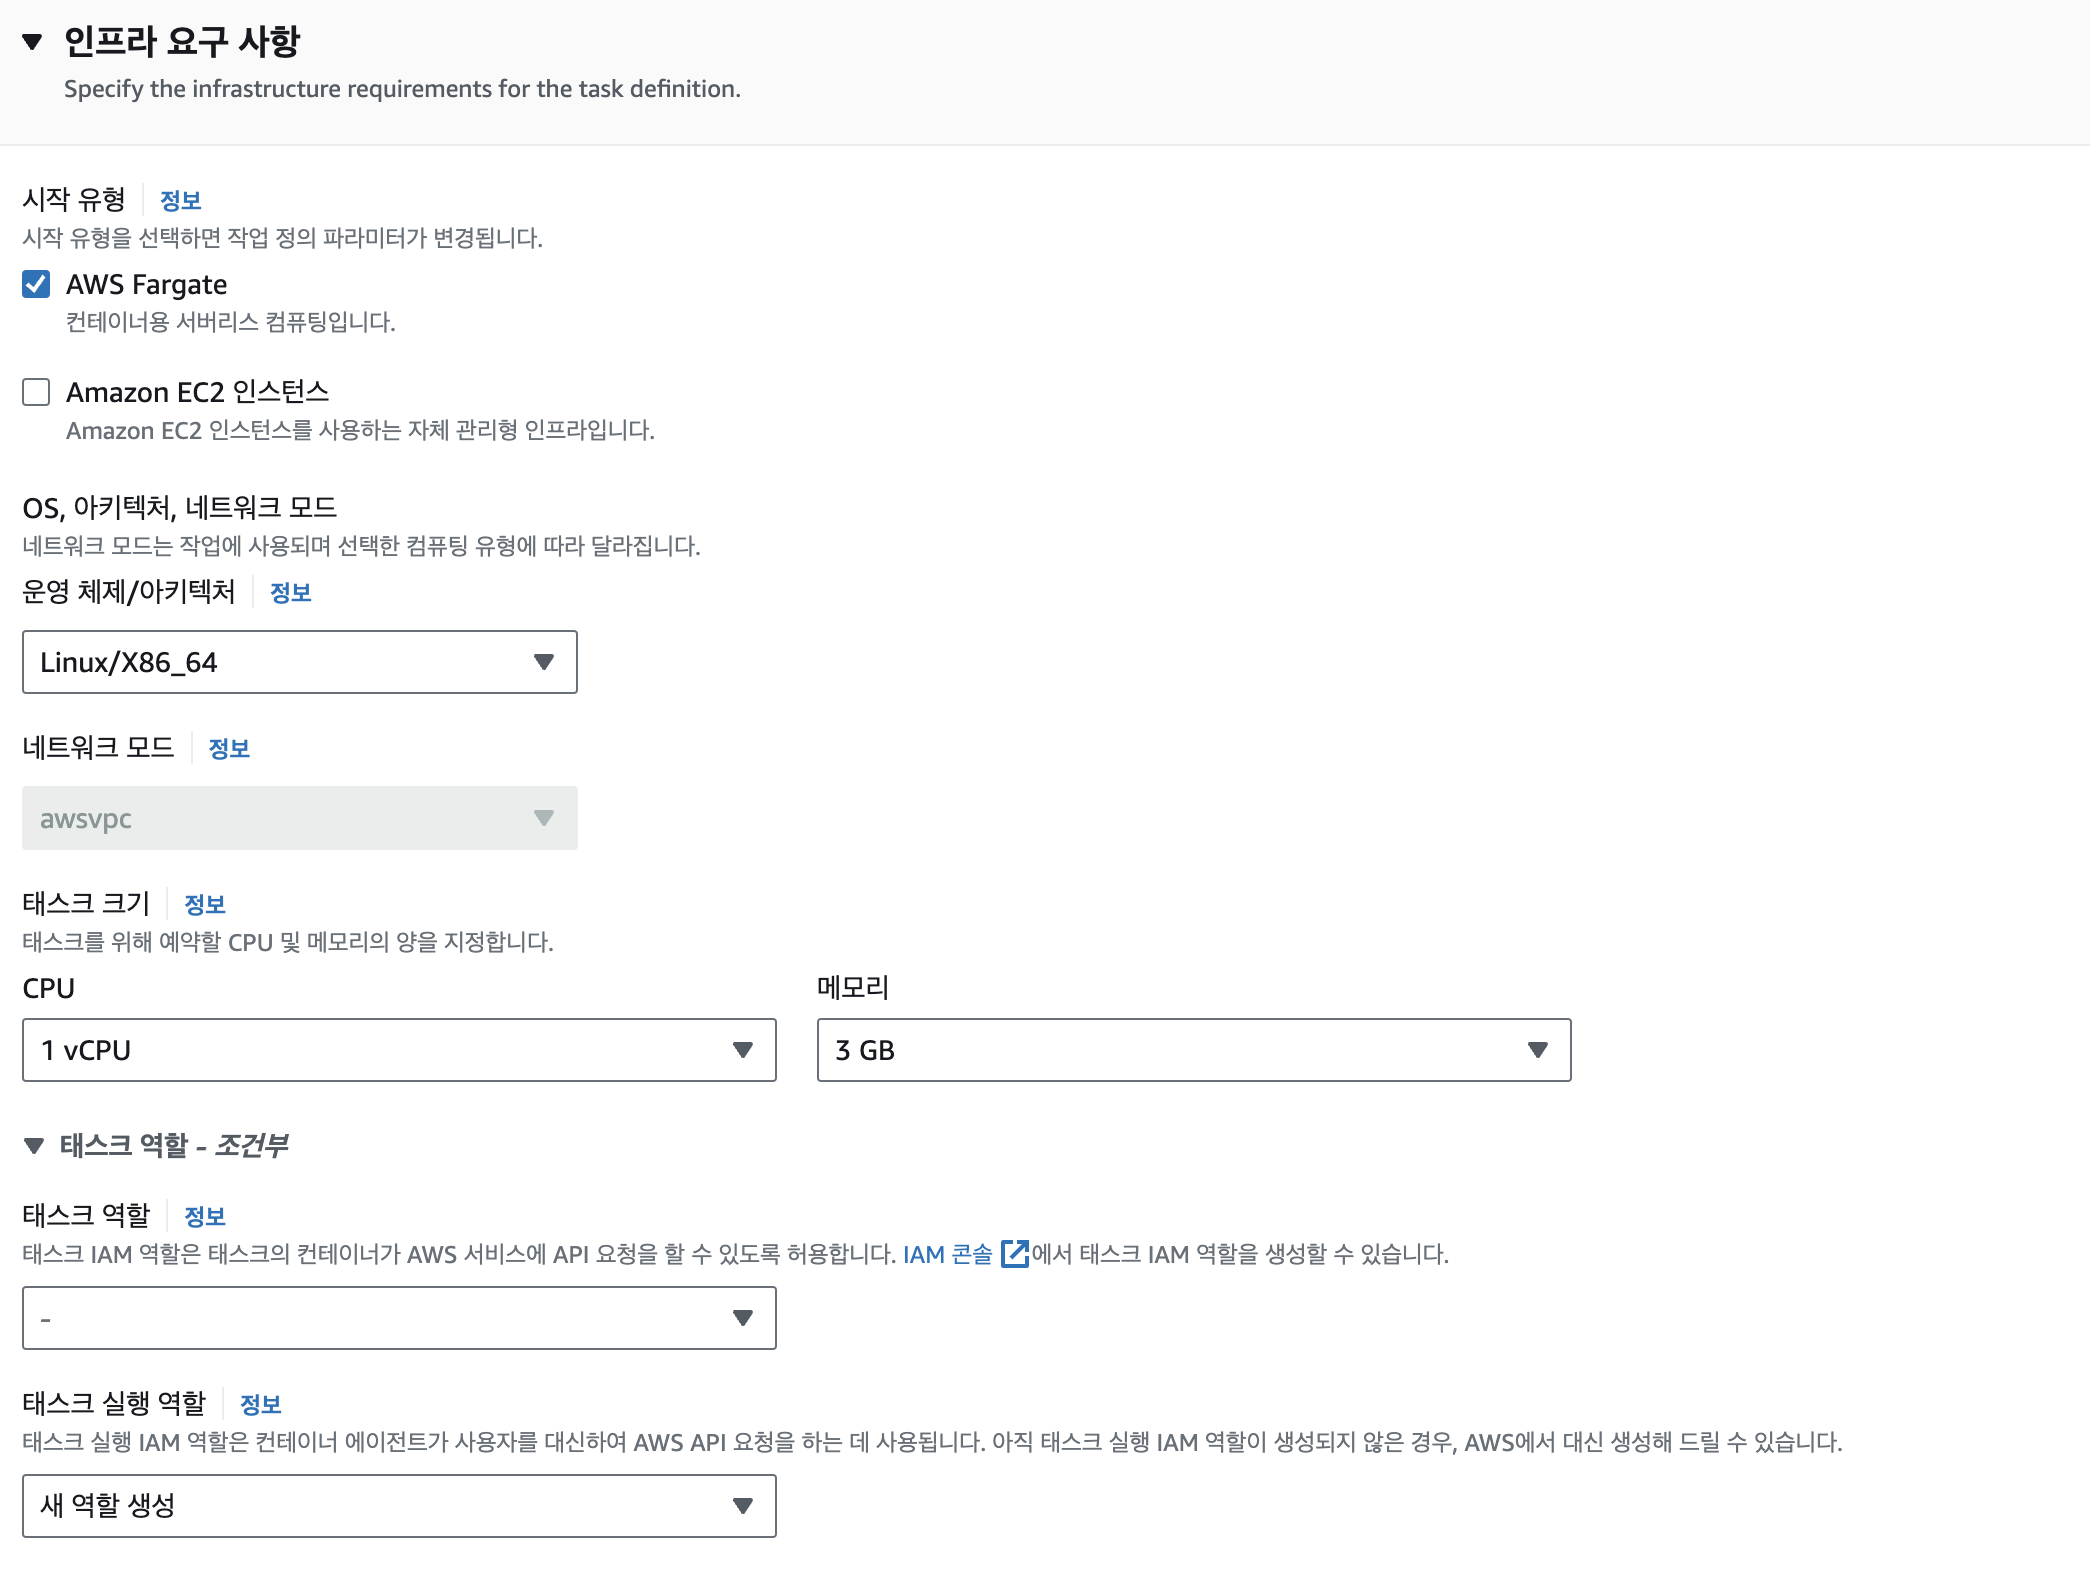 인프라 요구 사항
Specify the infrastructure requirements for the task definition.
시작 유형 정보
시작 유형을 선택하면 작업 정의 파라미터가 변경됩니다.
AWS Fargate
컨테이너용 서버리스 컴퓨팅입니다.
Amazon EC2 인스턴스
Amazon EC2 인스턴스를 사용하는 자체 관리형 인프라입니다.
OS, 아키텍처, 네트워크 모드
네트워크 모드는 작업에 사용되며 선택한 컴퓨팅 유형에 따라 달라집니다.
운영 체제/아키텍처 정보
Linux/X86_64
네트워크 모드 정보
awsvpc
태스크 크기 정보
태스크를 위해 예약할 CPU 및 메모리의 양을 지정합니다.
CPU 메모리
1 vCPU 3 GB
태스크 역할 - 조건부
태스크 역할 정보
태스크 IAM 역할은 태스크의 컨테이너가 AWS 서비스에 API 요청을 할 수 있도록 허용합니다. IAM 콘솔에서 태스크 IAM 역할을 생성할 수 있습니다.
-
태스크 실행 역할 정보
태스크 실행 IAM 역할은 컨테이너 에이전트가 사용자를 대신하여 AWS API 요청을 하는 데 사용됩니다. 아직 태스크 실행 IAM 역할이 생성되지 않은 경우, AWS에서 대신 생성해 드릴 수 있습니다.
새 역할 생성